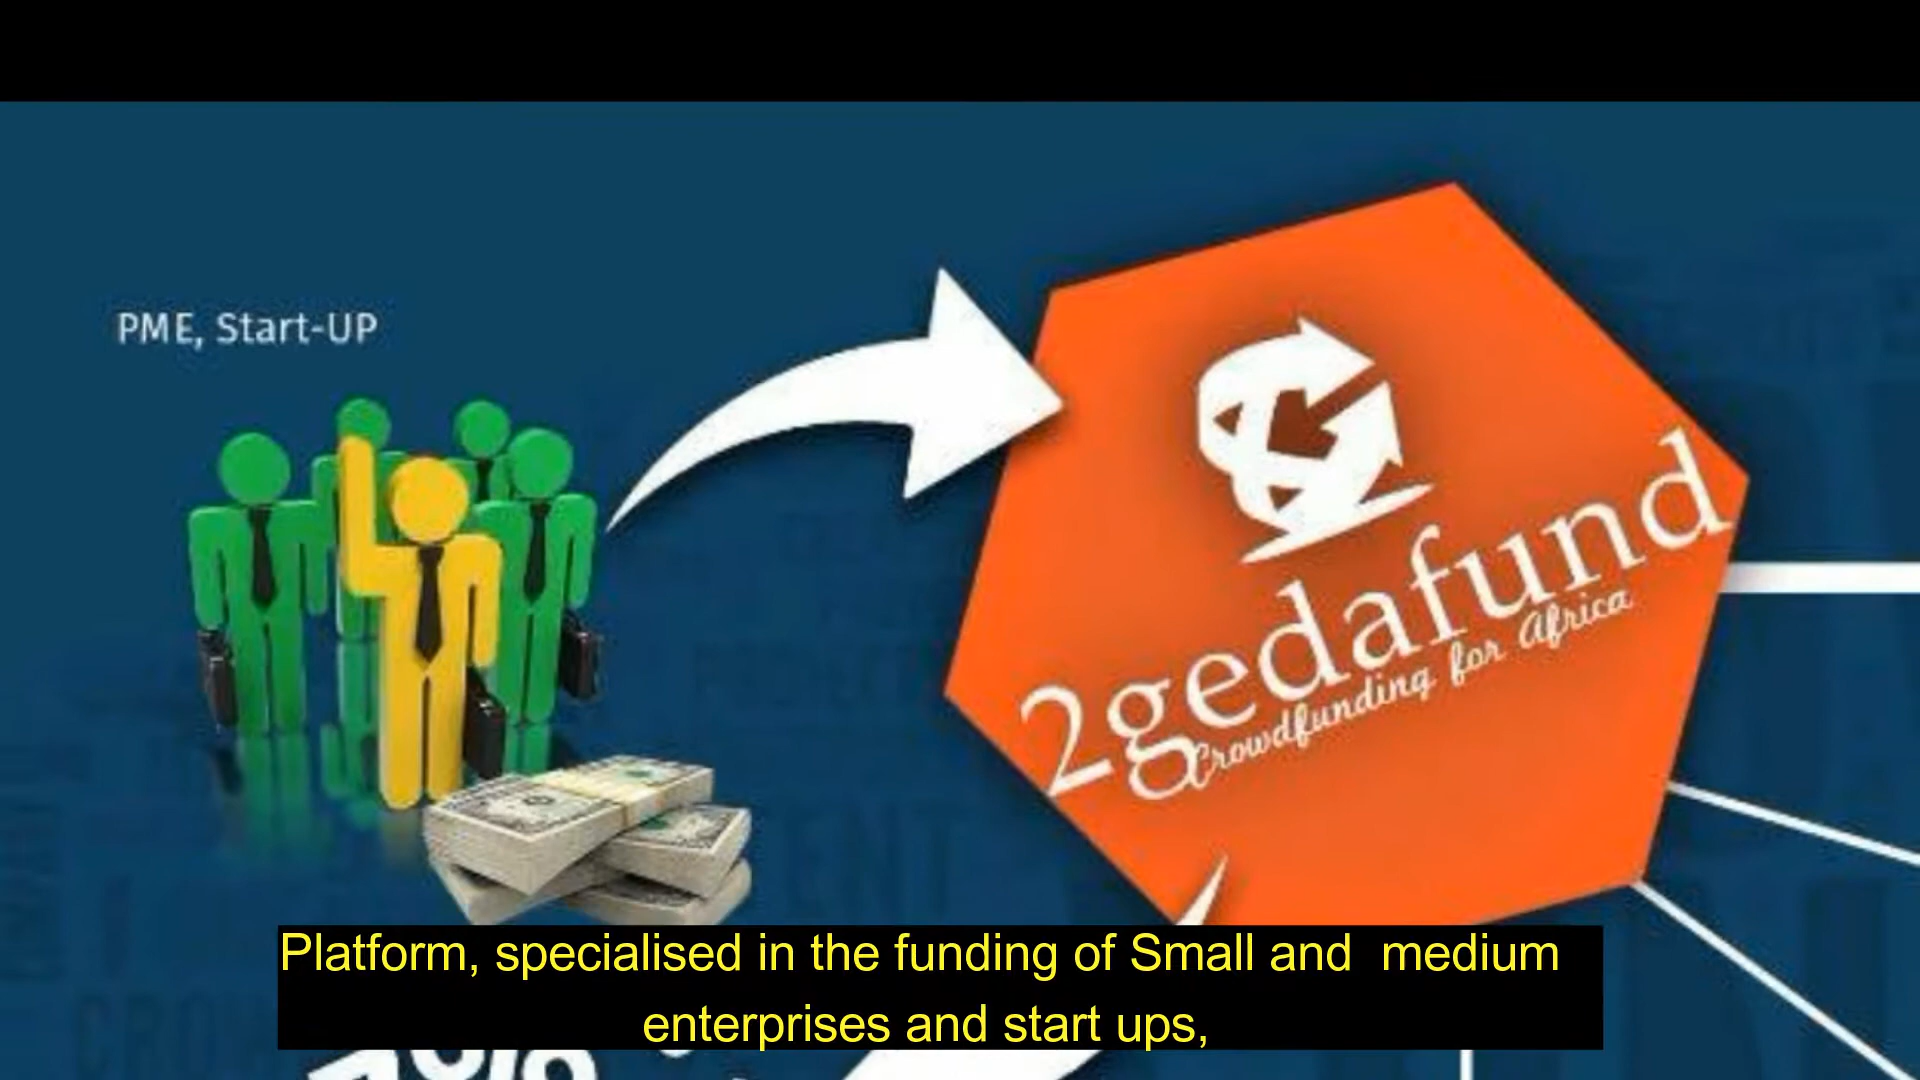 PME, Start-UP
2gedafund
Crowdfunding for Africa
Platform, specialised in the funding of Small and  medium
enterprises and start ups,